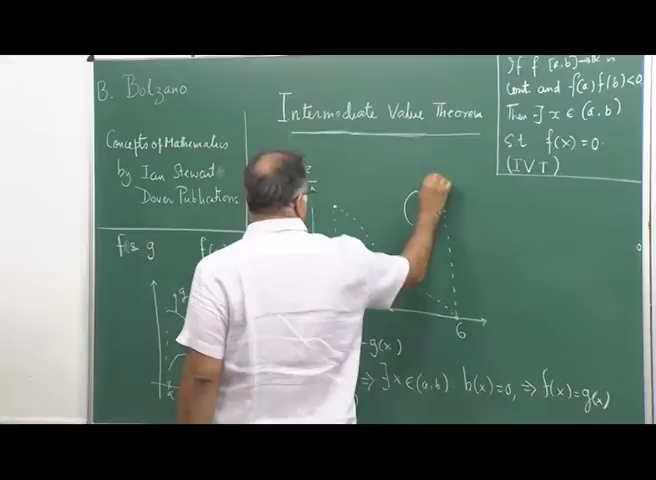 B. Bolzano
Intermediate Value Theorem
If f [a,b]→R is
cont. and f(a)f(b)<0
Then ∃ x ∈ (a,b)
s.t f(x)=0.
(IVT)
Concepts of Mathematics
by Ian Stewart
Dover Publications
f & g
g
a
6
-g(x)
⇒ ∃ x ∈ (a,b): h(x)=0, ⇒ f(x)=g(x)